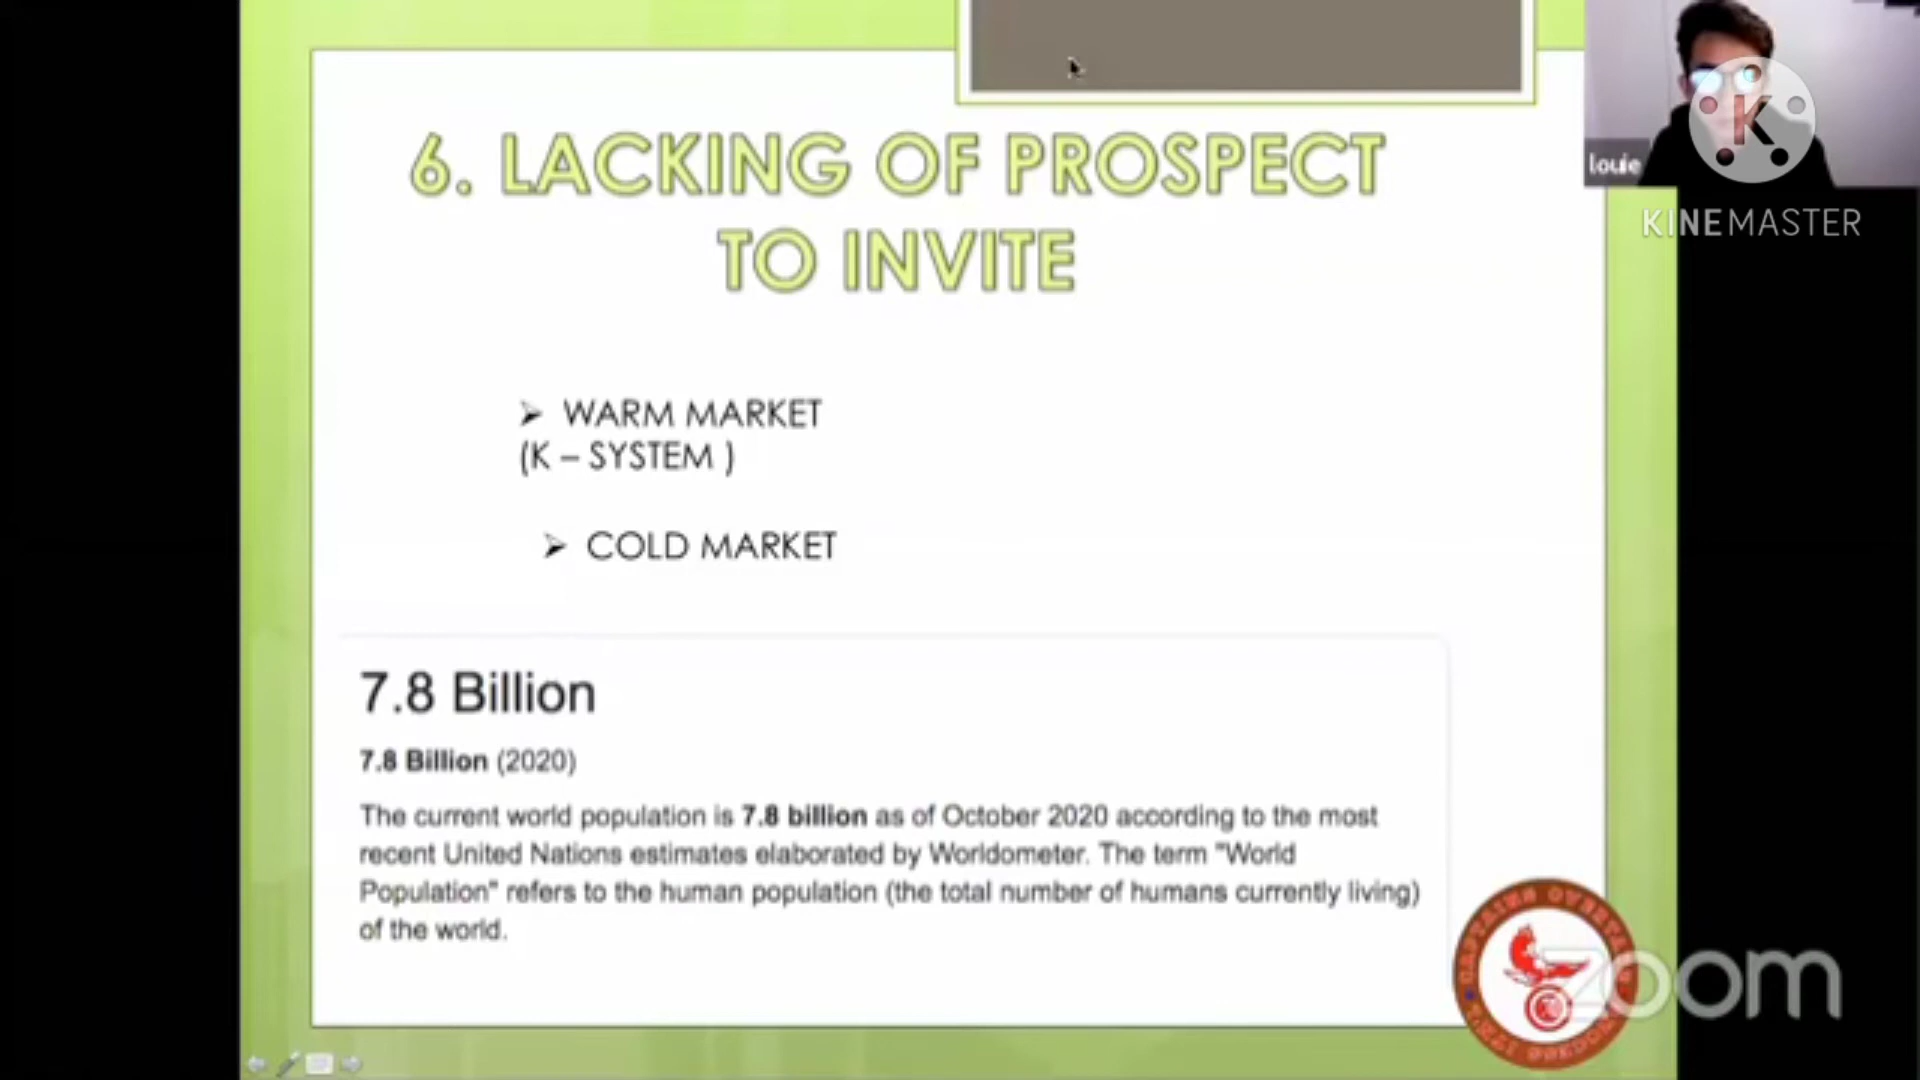 6. LACKING OF PROSPECT
TO INVITE
louie
K
KINEMASTER
➢ WARM MARKET
(K – SYSTEM )
➢ COLD MARKET
7.8 Billion
7.8 Billion (2020)
The current world population is 7.8 billion as of October 2020 according to the most
recent United Nations estimates elaborated by Worldometer. The term "World
Population" refers to the human population (the total number of humans currently living)
of the world.
zoom